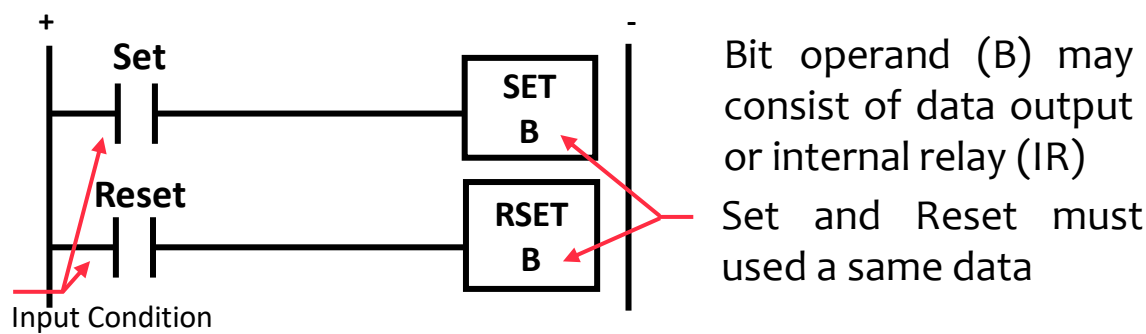 +
-
Set
SET
B
Reset
RSET
B
Input Condition
Bit operand (B) may
consist of data output
or internal relay (IR)
Set and Reset must
used a same data